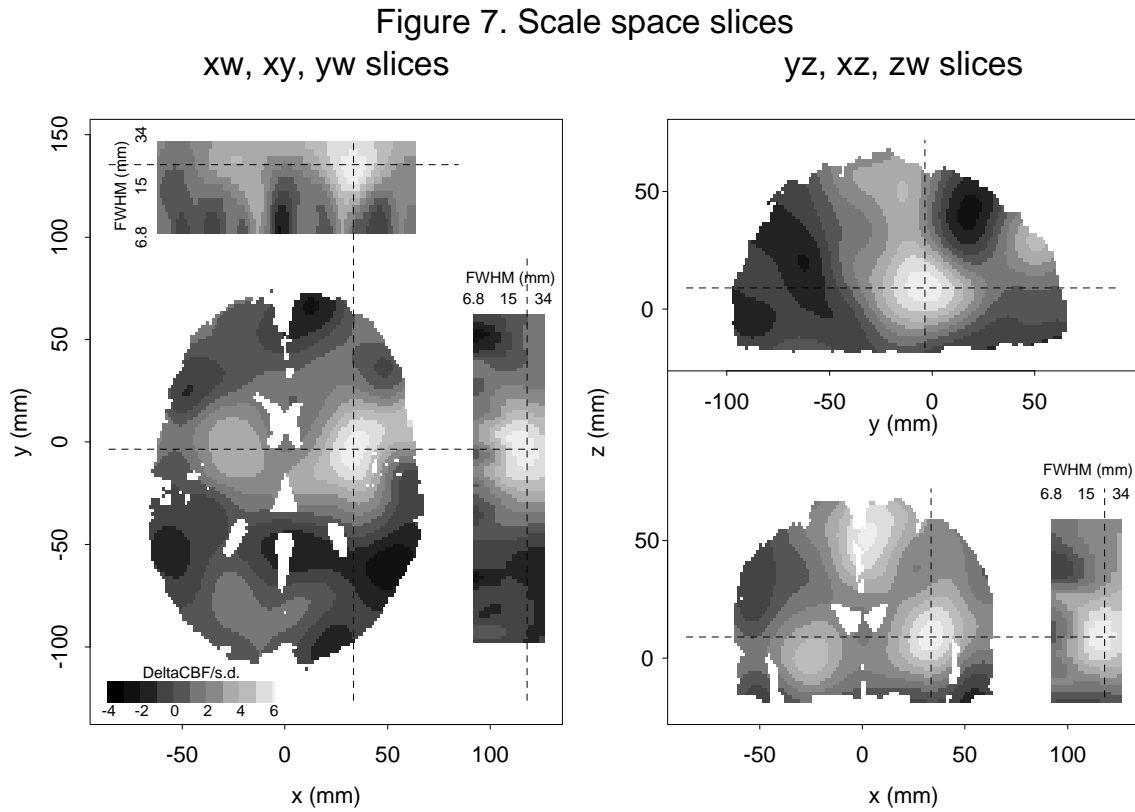 Figure 7. Scale space slices
xw, xy, yw slices
yz, xz, zw slices
150
100
50
0
-50
-100
y (mm)
FWHM (mm)
6.8 15 34
FWHM (mm)
6.8 15 34
DeltaCBF/s.d.
-4 -2 0 2 4 6
-50 0 50 100
x (mm)
50
0
-100 -50 0 50
y (mm)
z (mm)
FWHM (mm)
6.8 15 34
50
0
-50 0 50 100
x (mm)